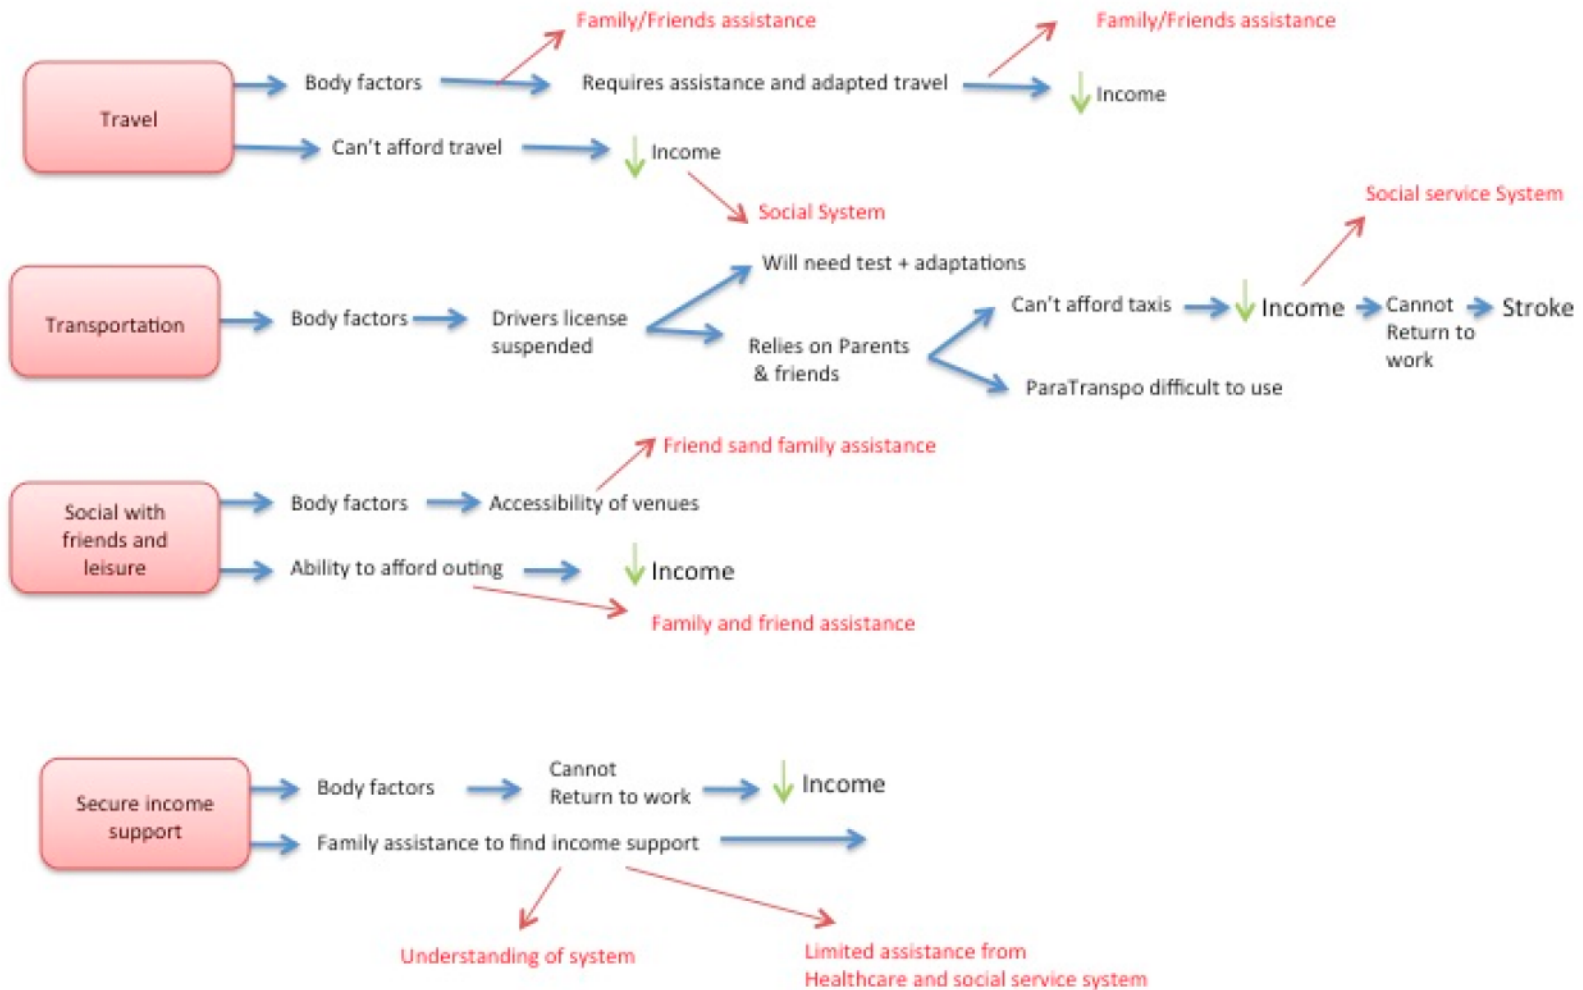 Family/Friends assistance
Family/Friends assistance
Travel
Body factors
Requires assistance and adapted travel
Income
Can't afford travel
Income
Social System
Social service System
Transportation
Body factors
Drivers license
suspended
Will need test + adaptations
Relies on Parents
& friends
Can't afford taxis
Income
Cannot
Return to
work
Stroke
ParaTranspo difficult to use
Friend sand family assistance
Social with
friends and
leisure
Body factors
Accessibility of venues
Ability to afford outing
Income
Family and friend assistance
Secure income
support
Body factors
Cannot
Return to work
Income
Family assistance to find income support
Understanding of system
Limited assistance from
Healthcare and social service system